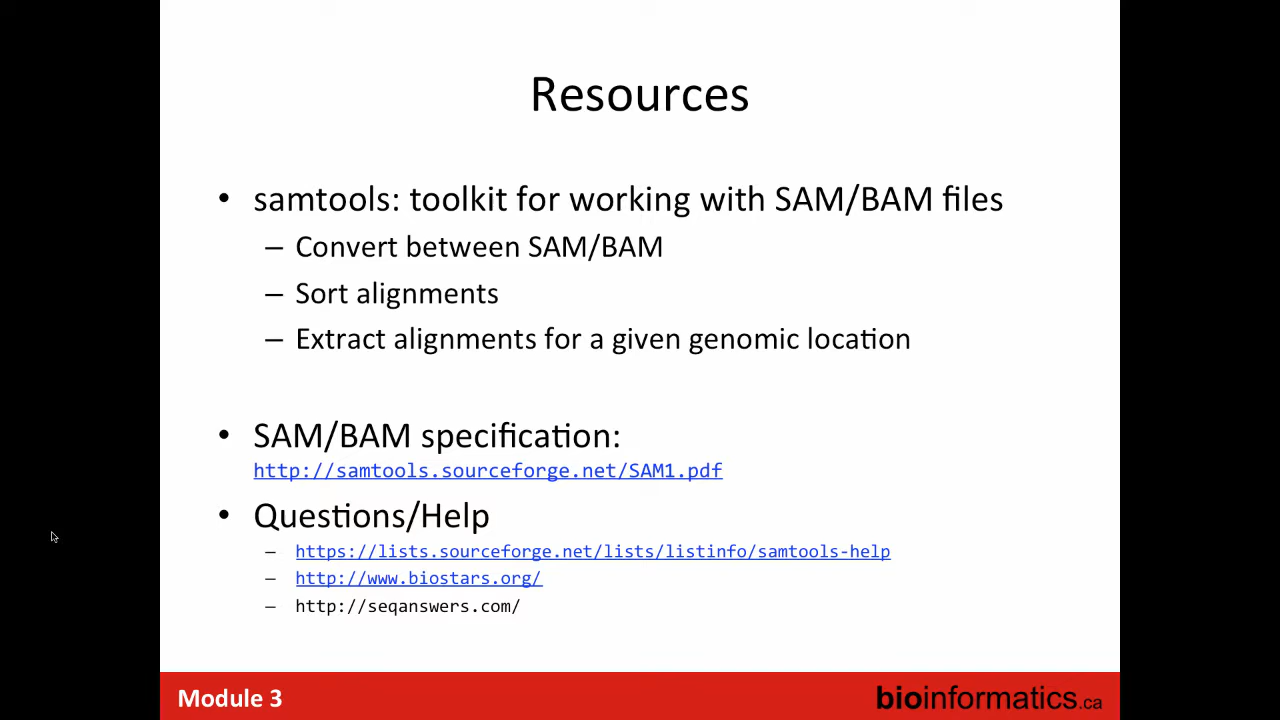 Resources
• samtools: toolkit for working with SAM/BAM files
– Convert between SAM/BAM
– Sort alignments
– Extract alignments for a given genomic location
• SAM/BAM specification:
http://samtools.sourceforge.net/SAM1.pdf
• Questions/Help
– https://lists.sourceforge.net/lists/listinfo/samtools-help
– http://www.biostars.org/
– http://seqanswers.com/
Module 3
bioinformatics.ca